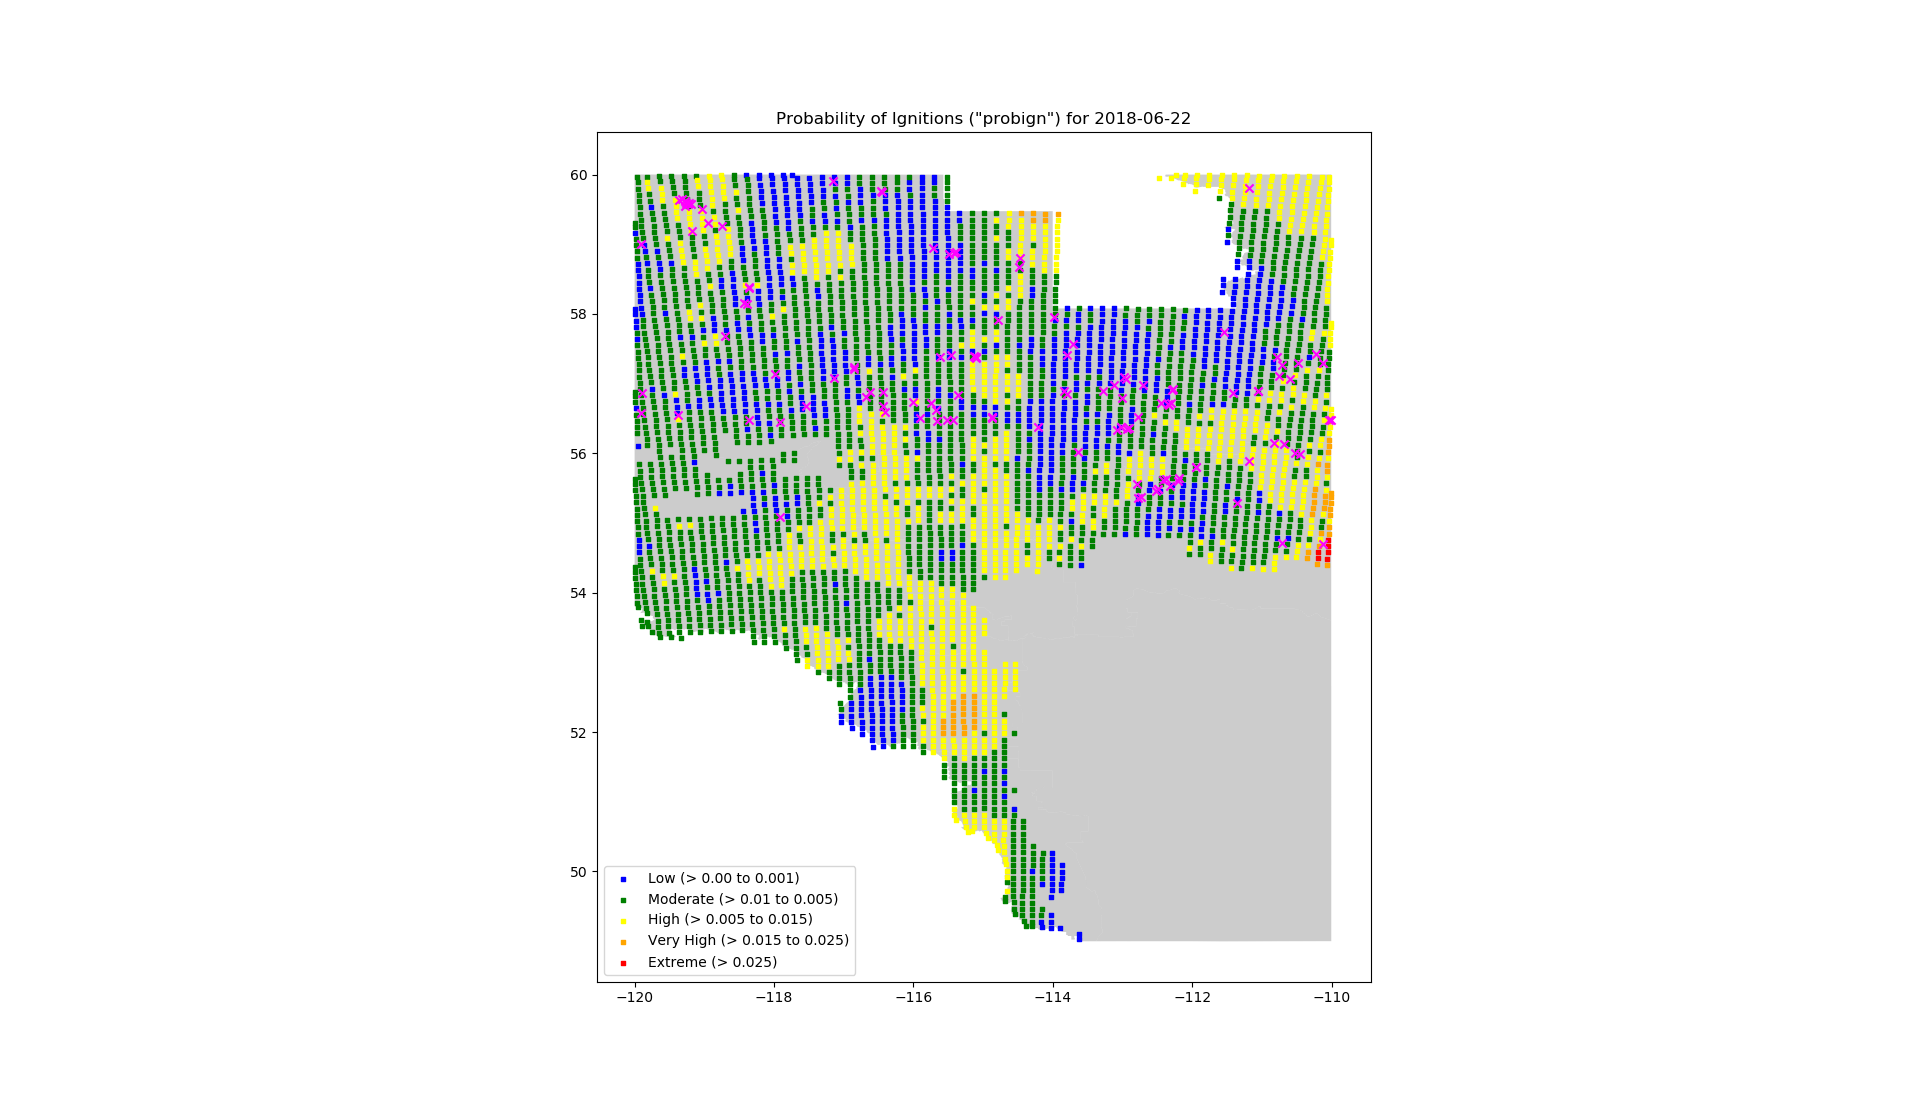 Probability of Ignitions ("probign") for 2018-06-22
60
58
56
54
52
50
Low (> 0.00 to 0.001)
Moderate (> 0.01 to 0.005)
High (> 0.005 to 0.015)
Very High (> 0.015 to 0.025)
Extreme (> 0.025)
−120 −118 −116 −114 −112 −110